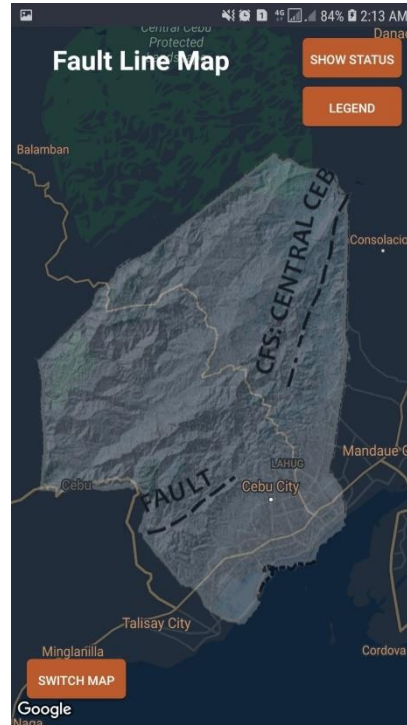 84% 2:13 AM
Central Cebu
Protected
Danao
Fault Line Map
SHOW STATUS
LEGEND
Balamban
CFS: CENTRAL CEB
Consolacio
Mandaue C
LAHUG
FAULT
Cebu
Cebu City
Talisay City
Minglanilla
Cordova
SWITCH MAP
Google
Naga